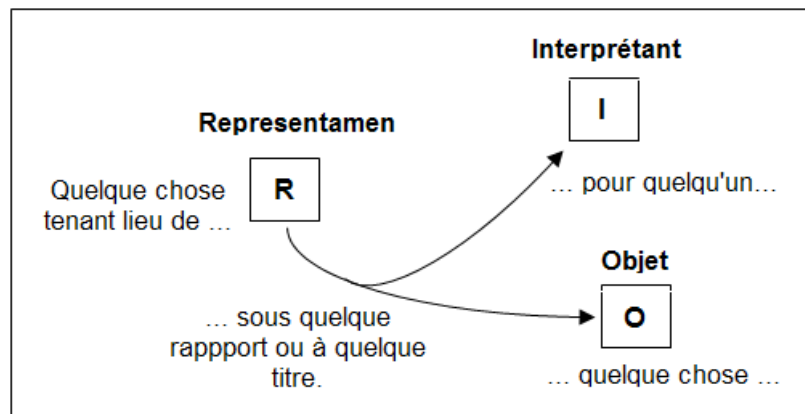 Interprétant
I
Representamen
R
Quelque chose
tenant lieu de ...
... pour quelqu'un...
Objet
O
... sous quelque
rappport ou à quelque
titre.
... quelque chose ...